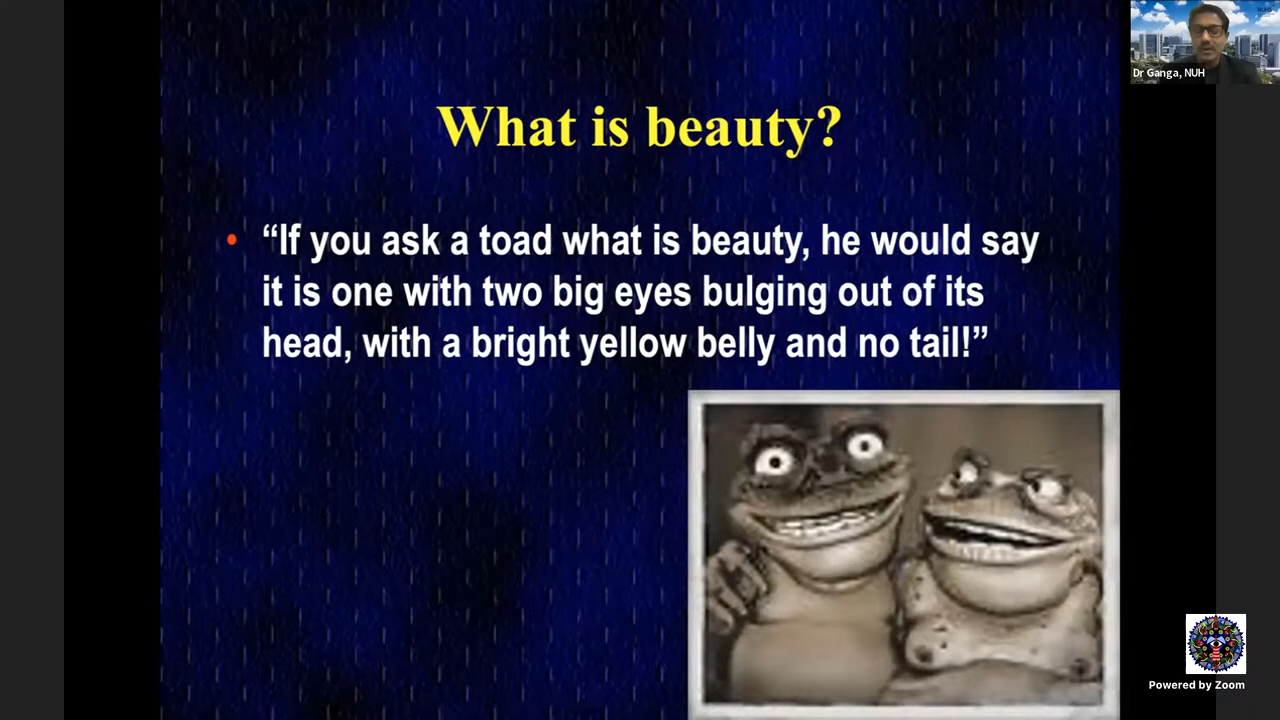 Dr Ganga, NUH
What is beauty?
• “If you ask a toad what is beauty, he would say
it is one with two big eyes bulging out of its
head, with a bright yellow belly and no tail!”
Powered by Zoom